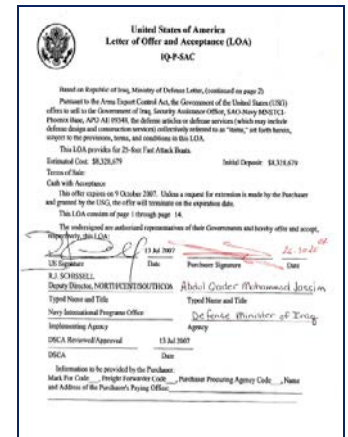 United States of America
Letter of Offer and Acceptance (LOA)
IQ-P-SAC
Based on Republic of Iraq, Ministry of Defense Letter, (continued on page 2)
Pursuant to the Arms Export Control Act, the Government of the United States (USG)
offers to sell to the Government of Iraq, Security Assistance Office, SAO-Navy MNSTCI-
Phoenix Base, APO AE 09348, the defense articles or defense services (which may include
defense design and construction services) collectively referred to as "items," set forth herein,
subject to the provisions, terms, and conditions in this LOA.
This LOA provides for 25-foot Fast Attack Boats.
Estimated Cost: $8,328,679 Initial Deposit: $8,328,679
Terms of Sale:
Cash with Acceptance
This offer expires on 9 October 2007. Unless a request for extension is made by the Purchaser
and granted by the USG, the offer will terminate on the expiration date.
This LOA consists of page 1 through page 14.
The undersigned are authorized representatives of their Governments and hereby offer and accept,
respectively, this LOA:
13 Jul 2007
US Signature Date Purchaser Signature Date
R.J. SCHISSELL
Deputy Director, NORTH/CENT/SOUTHCOM Abdul Qader Mohammed Jassim
Typed Name and Title Typed Name and Title
Navy International Programs Office Defense Minister of Iraq
Implementing Agency Agency
DSCA Reviewed/Approved 13 Jul 2007
DSCA Date
Information to be provided by the Purchaser:
Mark For Code___, Freight Forwarder Code___, Purchaser Procuring Agency Code___, Name
and Address of the Purchaser's Paying Office: